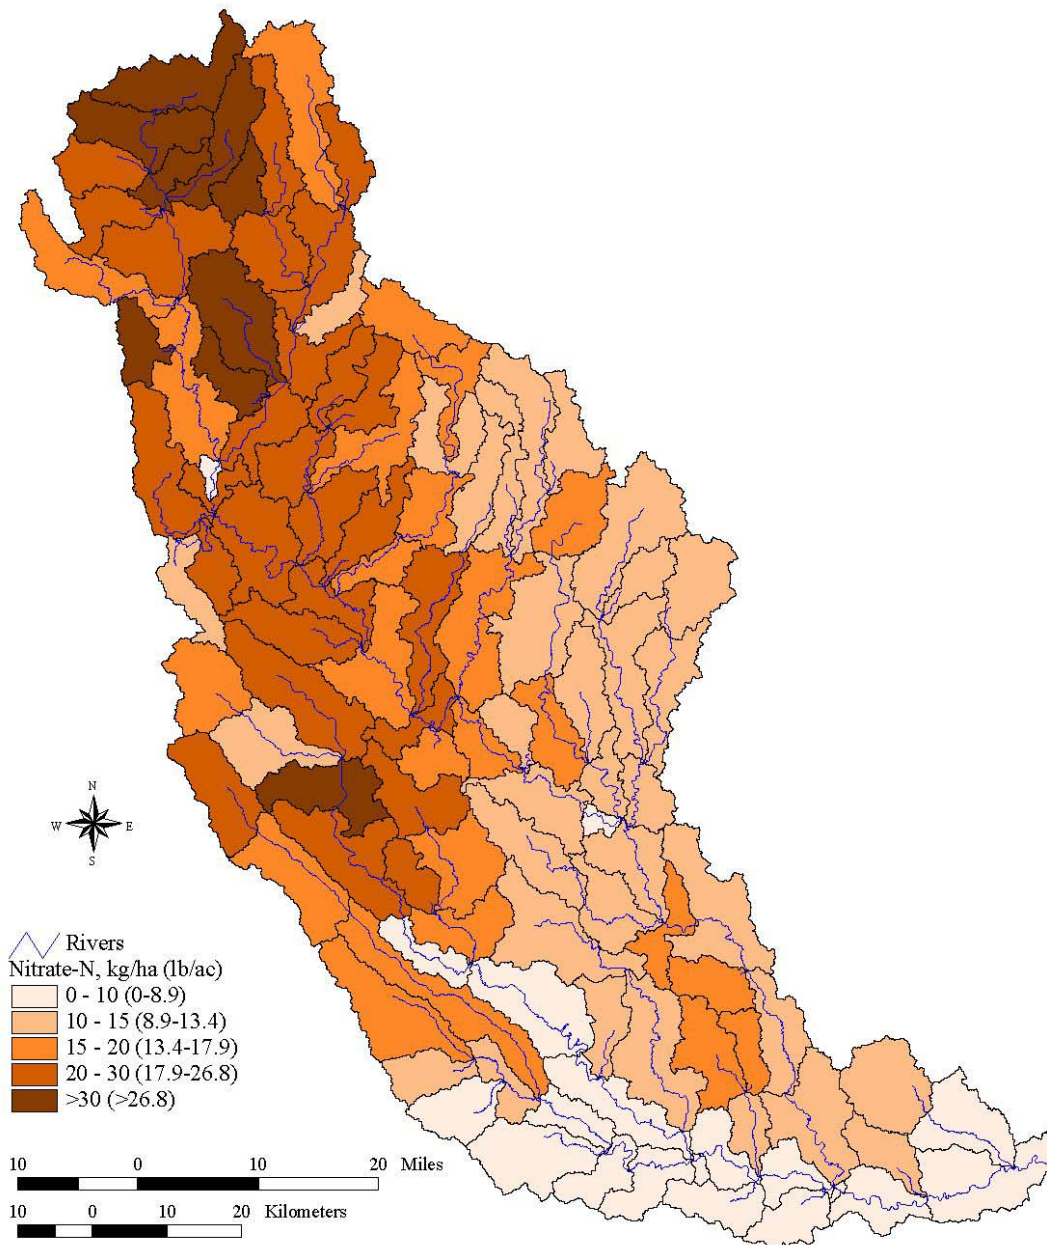 N
W E
S
Rivers
Nitrate-N, kg/ha (lb/ac)
0 - 10 (0-8.9)
10 - 15 (8.9-13.4)
15 - 20 (13.4-17.9)
20 - 30 (17.9-26.8)
>30 (>26.8)
10 0 10 20 Miles
10 0 10 20 Kilometers